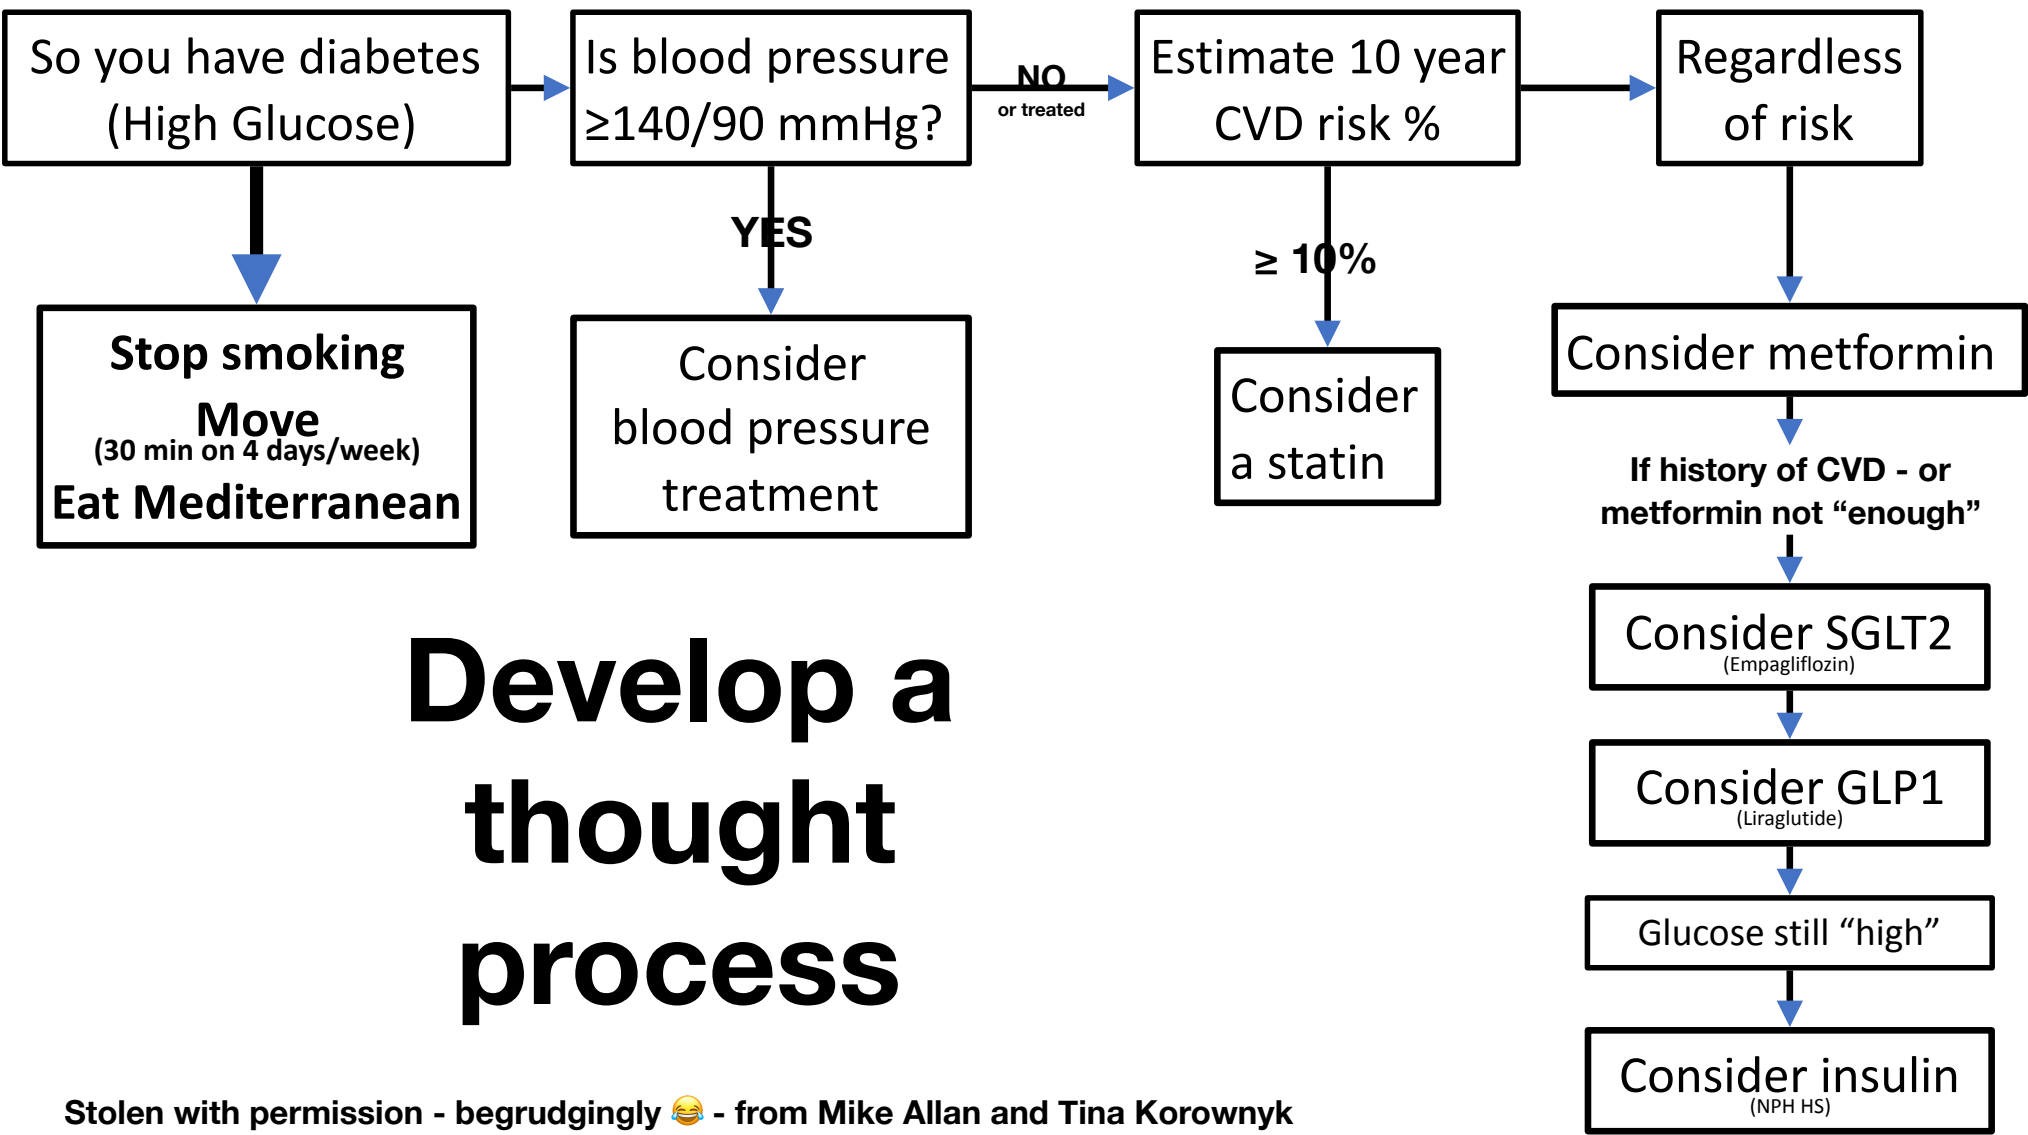 So you have diabetes
(High Glucose)
Is blood pressure
≥140/90 mmHg?
NO
or treated
Estimate 10 year
CVD risk %
Regardless
of risk
YES
≥ 10%
Stop smoking
Move
(30 min on 4 days/week)
Eat Mediterranean
Consider
blood pressure
treatment
Consider
a statin
Consider metformin
If history of CVD - or
metformin not “enough”
Consider SGLT2
(Empagliflozin)
Consider GLP1
(Liraglutide)
Glucose still “high”
Consider insulin
(NPH HS)
Develop a
thought
process
Stolen with permission - begrudgingly 😂 - from Mike Allan and Tina Korownyk